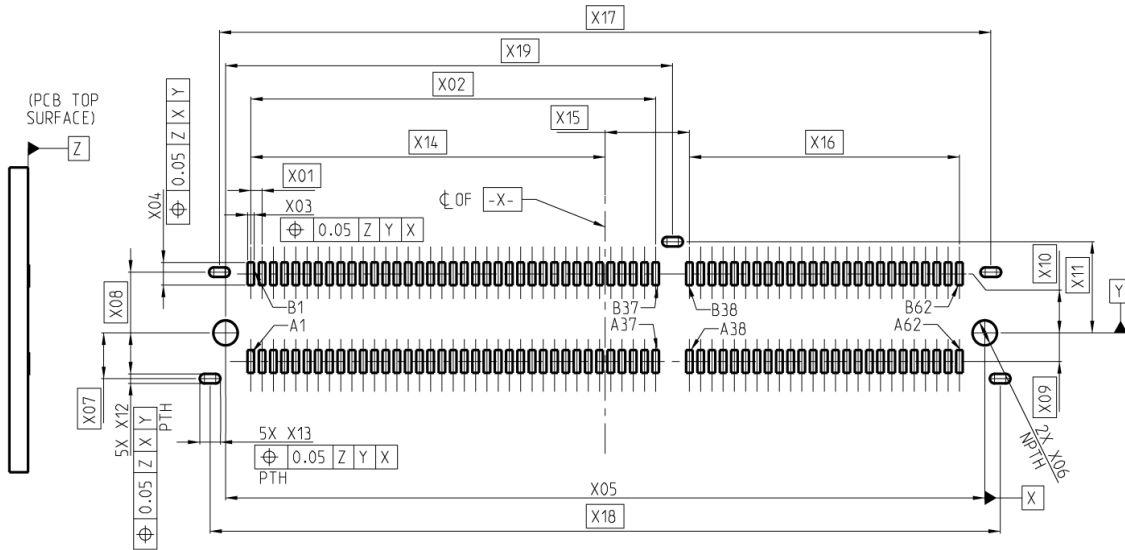 X17
X19
X02
X15
X14
X16
X01
X03
⌖ 0.05 Z Y X
(PCB TOP
SURFACE)
Z
X04
⌖ 0.05 Z X Y
℄ OF -X-
X10
X11
Y
B1
A1
B37
A37
B38
A38
B62
A62
X08
X07
5X X12
PTH
⌖ 0.05 Z X Y
5X X13
⌖ 0.05 Z Y X
PTH
X09
2X X06
NPTH
X05
X
X18